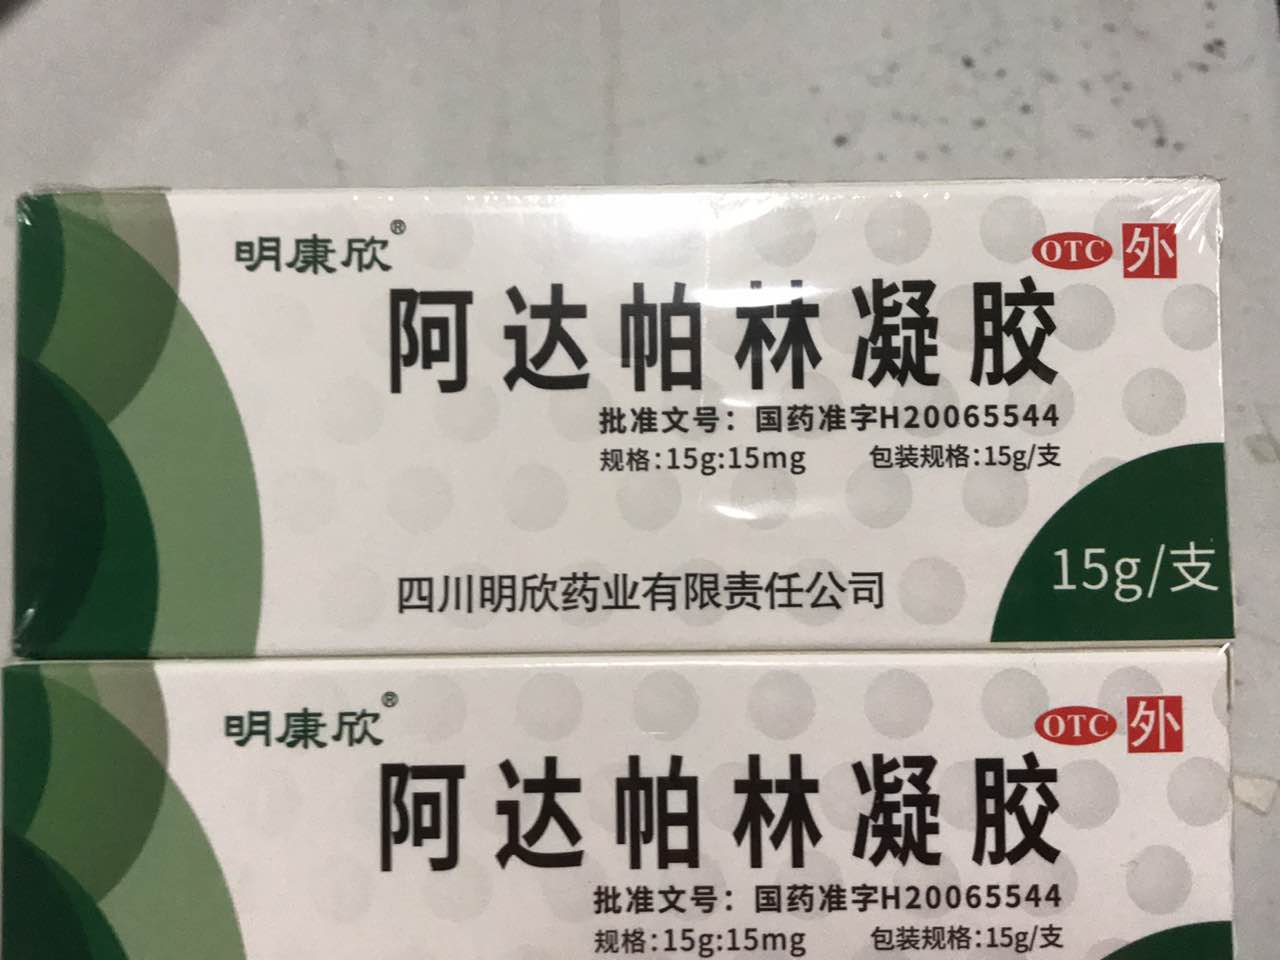 明康欣®
OTC 外
阿达帕林凝胶
批准文号：国药准字H20065544
规格：15g:15mg 包装规格：15g/支
15g/支
四川明欣药业有限责任公司
明康欣®
OTC 外
阿达帕林凝胶
批准文号：国药准字H20065544
规格：15g:15mg 包装规格：15g/支